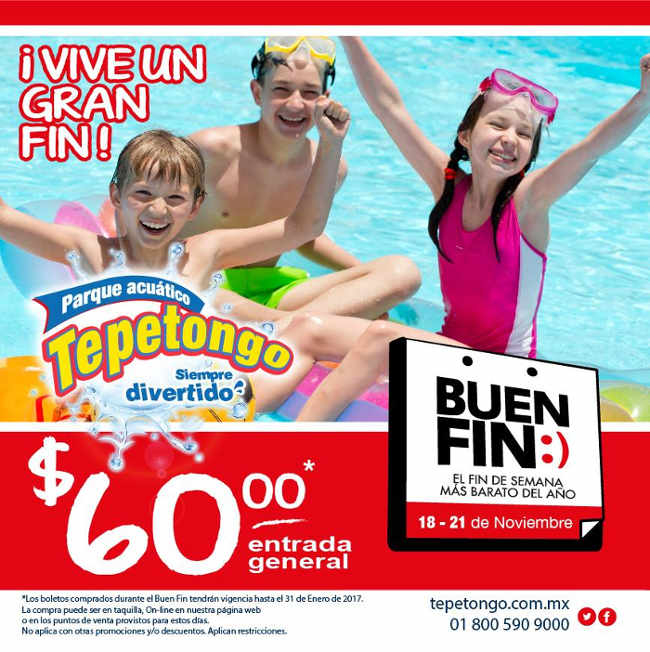 ¡VIVE UN
GRAN
FIN!
Parque acuático
Tepetongo
Siempre
divertido
BUEN
FIN:)
EL FIN DE SEMANA
MÁS BARATO DEL AÑO
18 - 21 de Noviembre
$60.00*
entrada
general
*Los boletos comprados durante el Buen Fin tendrán vigencia hasta el 31 de Enero de 2017.
La compra puede ser en taquilla, On-line en nuestra página web
o en los puntos de venta provistos para estos días.
No aplica con otras promociones y/o descuentos. Aplican restricciones.
tepetongo.com.mx
01 800 590 9000